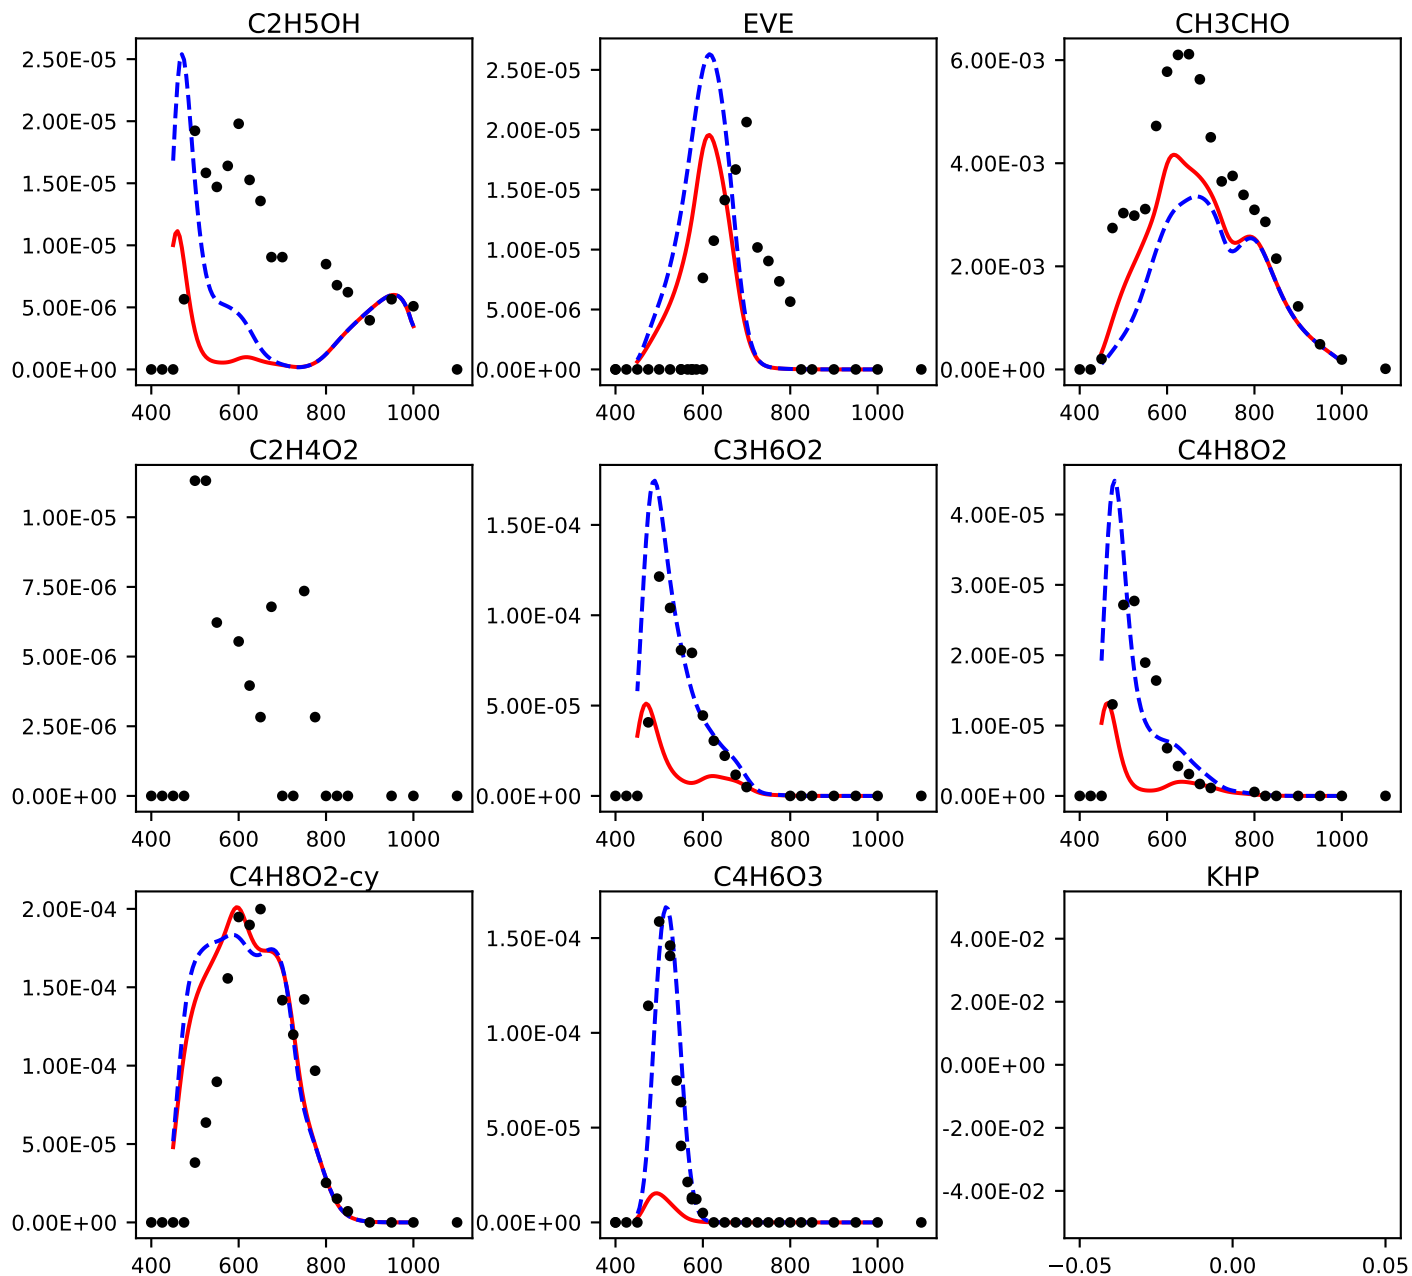 C2H5OH EVE CH3CHO
2.50E-05 2.00E-05 1.50E-05 1.00E-05 5.00E-06 0.00E+00
2.50E-05 2.00E-05 1.50E-05 1.00E-05 5.00E-06 0.00E+00
6.00E-03 4.00E-03 2.00E-03 0.00E+00
400 600 800 1000 400 600 800 1000 400 600 800 1000
C2H4O2 C3H6O2 C4H8O2
1.00E-05 7.50E-06 5.00E-06 2.50E-06 0.00E+00
1.50E-04 1.00E-04 5.00E-05 0.00E+00
4.00E-05 3.00E-05 2.00E-05 1.00E-05 0.00E+00
400 600 800 1000 400 600 800 1000 400 600 800 1000
C4H8O2-cy C4H6O3 KHP
2.00E-04 1.50E-04 1.00E-04 5.00E-05 0.00E+00
1.50E-04 1.00E-04 5.00E-05 0.00E+00
4.00E-02 2.00E-02 0.00E+00 -2.00E-02 -4.00E-02
400 600 800 1000 400 600 800 1000 −0.05 0.00 0.05